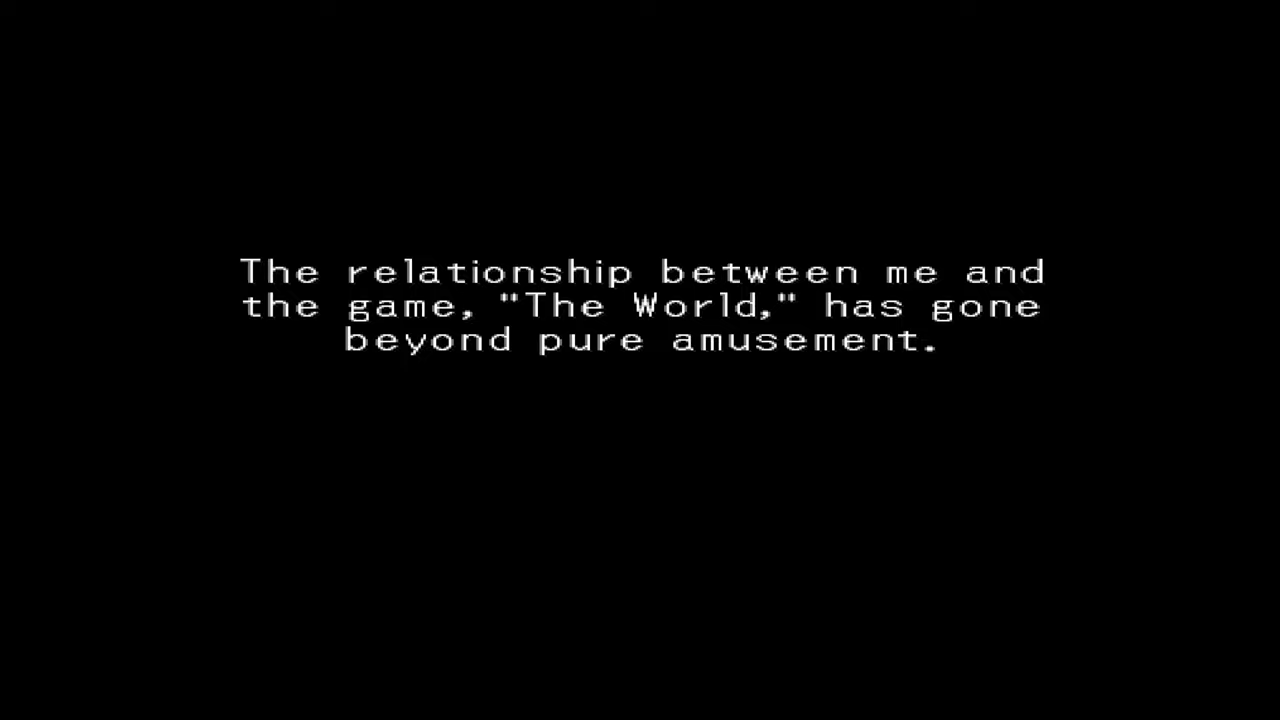 The relationship between me and
the game, "The World," has gone
beyond pure amusement.